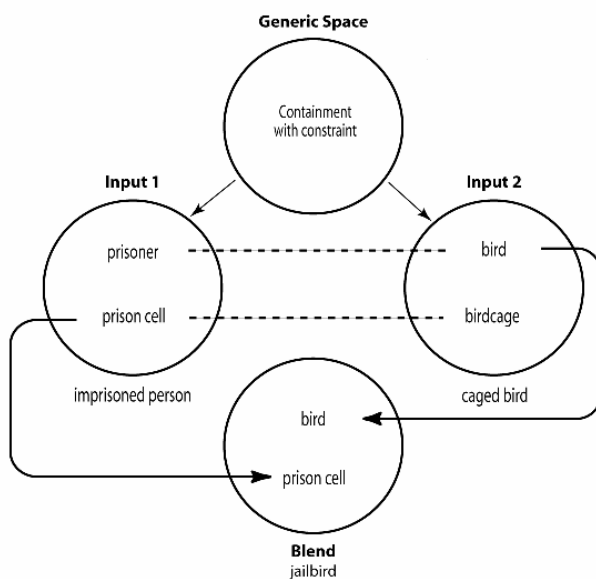 Generic Space
Containment
with constraint
Input 1
Input 2
prisoner
bird
prison cell
birdcage
imprisoned person
caged bird
bird
prison cell
Blend
jailbird